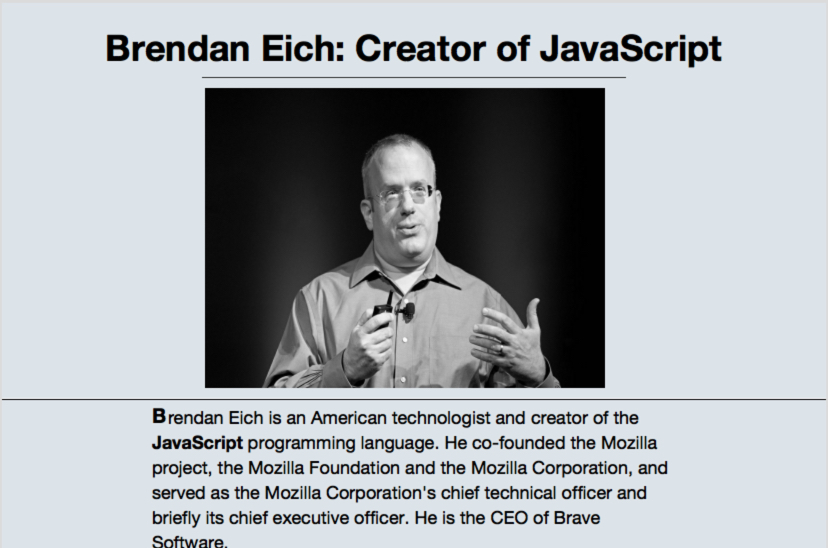 Brendan Eich: Creator of JavaScript
Brendan Eich is an American technologist and creator of the
JavaScript programming language. He co-founded the Mozilla
project, the Mozilla Foundation and the Mozilla Corporation, and
served as the Mozilla Corporation's chief technical officer and
briefly its chief executive officer. He is the CEO of Brave
Software.